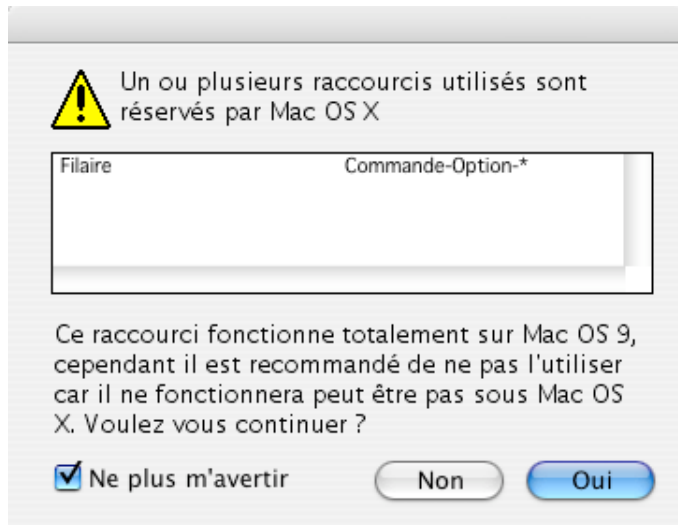 Un ou plusieurs raccourcis utilisés sont
réservés par Mac OS X
Filaire Commande-Option-*
Ce raccourci fonctionne totalement sur Mac OS 9,
cependant il est recommandé de ne pas l'utiliser
car il ne fonctionnera peut être pas sous Mac OS
X. Voulez vous continuer ?
Ne plus m'avertir Non Oui